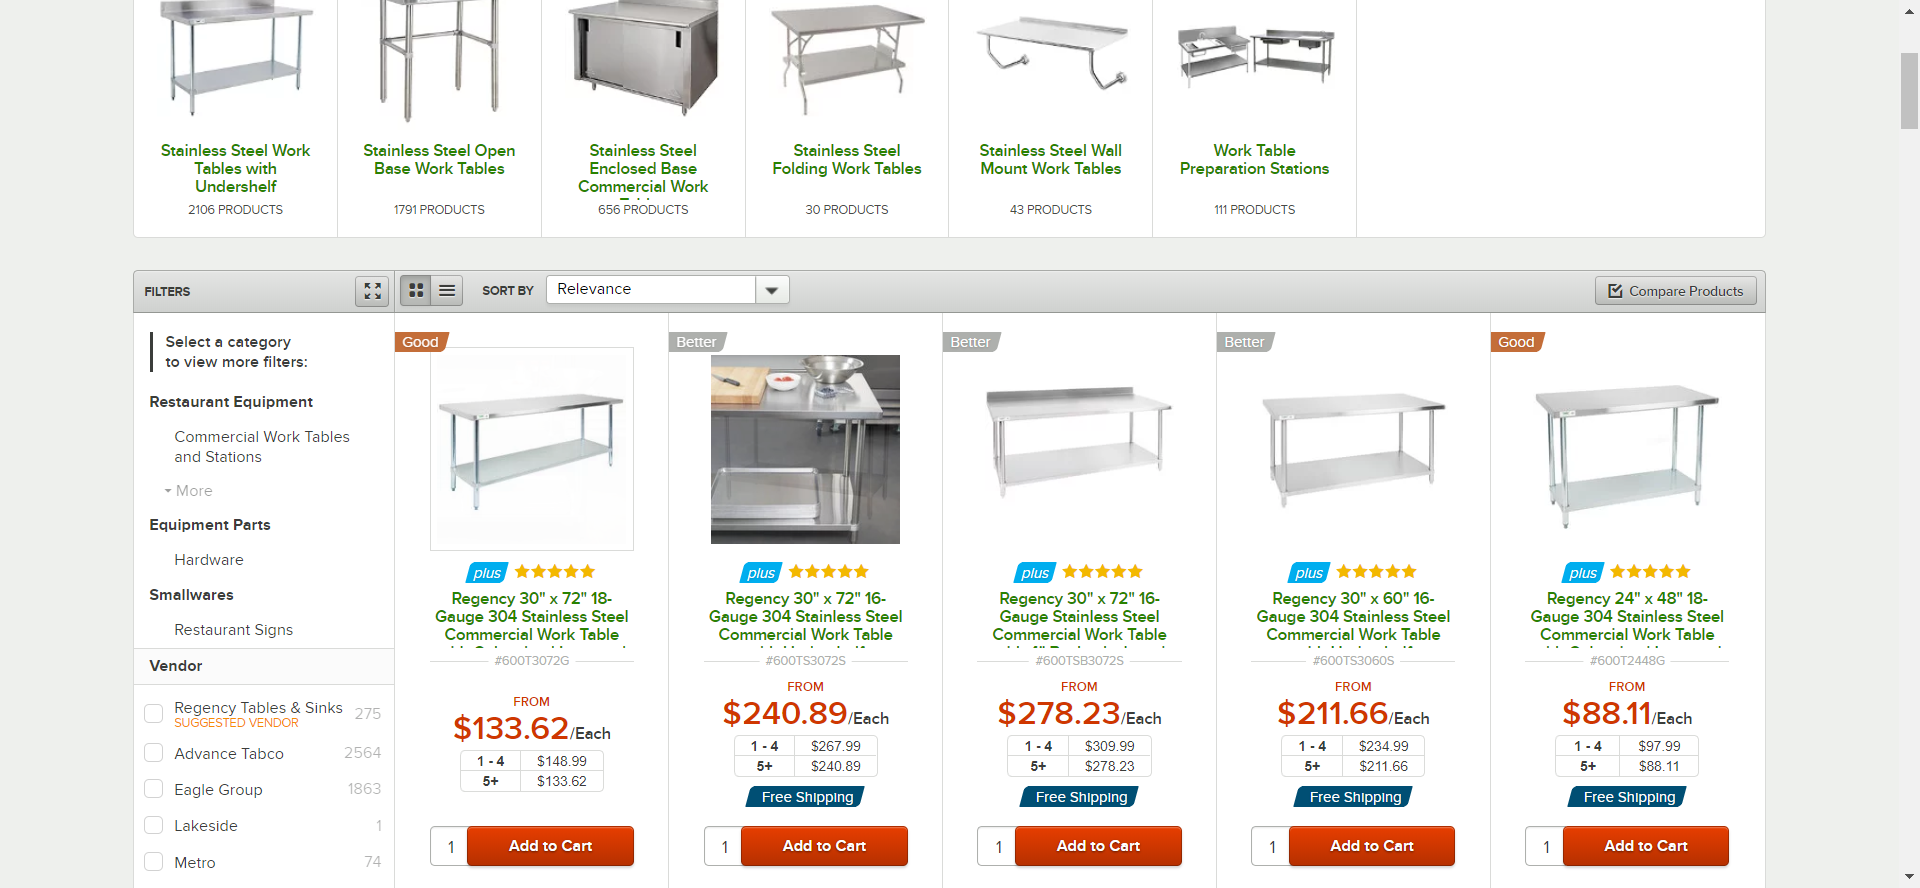 Stainless Steel Work
Tables with
Undershelf
2106 PRODUCTS
Stainless Steel Open
Base Work Tables
1791 PRODUCTS
Stainless Steel
Enclosed Base
Commercial Work
656 PRODUCTS
Stainless Steel
Folding Work Tables
30 PRODUCTS
Stainless Steel Wall
Mount Work Tables
43 PRODUCTS
Work Table
Preparation Stations
111 PRODUCTS
FILTERS
SORT BY
Relevance
Compare Products
Select a category
to view more filters:
Restaurant Equipment
Commercial Work Tables
and Stations
More
Equipment Parts
Hardware
Smallwares
Restaurant Signs
Vendor
Regency Tables & Sinks 275
SUGGESTED VENDOR
Advance Tabco 2564
Eagle Group 1863
Lakeside 1
Metro 74
Good
plus
Regency 30" x 72" 18-
Gauge 304 Stainless Steel
Commercial Work Table
#600T3072G
FROM
$133.62/Each
1 - 4 $148.99
5+ $133.62
1 Add to Cart
Better
plus
Regency 30" x 72" 16-
Gauge 304 Stainless Steel
Commercial Work Table
#600TS3072S
FROM
$240.89/Each
1 - 4 $267.99
5+ $240.89
Free Shipping
1 Add to Cart
Better
plus
Regency 30" x 72" 16-
Gauge Stainless Steel
Commercial Work Table
#600TSB3072S
FROM
$278.23/Each
1 - 4 $309.99
5+ $278.23
Free Shipping
1 Add to Cart
Better
plus
Regency 30" x 60" 16-
Gauge 304 Stainless Steel
Commercial Work Table
#600TS3060S
FROM
$211.66/Each
1 - 4 $234.99
5+ $211.66
Free Shipping
1 Add to Cart
Good
plus
Regency 24" x 48" 18-
Gauge 304 Stainless Steel
Commercial Work Table
#600T2448G
FROM
$88.11/Each
1 - 4 $97.99
5+ $88.11
Free Shipping
1 Add to Cart